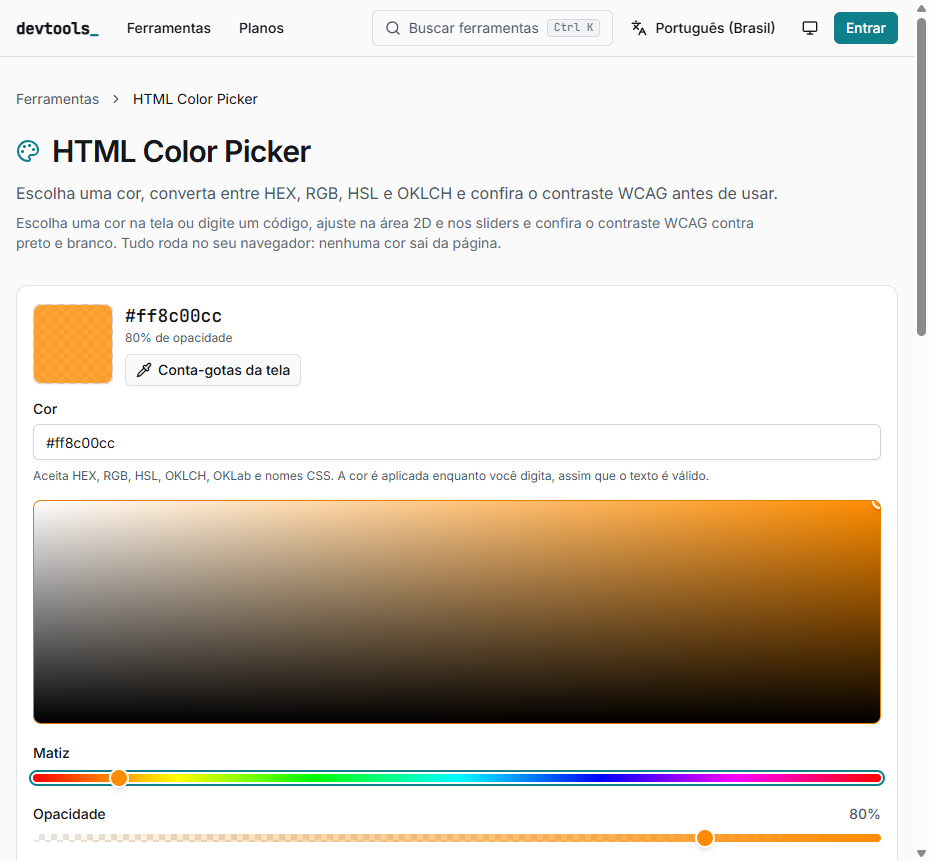 devtools_ Ferramentas Planos Buscar ferramentas Ctrl K Português (Brasil) Entrar
Ferramentas > HTML Color Picker
HTML Color Picker
Escolha uma cor, converta entre HEX, RGB, HSL e OKLCH e confira o contraste WCAG antes de usar.
Escolha uma cor na tela ou digite um código, ajuste na área 2D e nos sliders e confira o contraste WCAG contra
preto e branco. Tudo roda no seu navegador: nenhuma cor sai da página.
#ff8c00cc
80% de opacidade
Conta-gotas da tela
Cor
#ff8c00cc
Aceita HEX, RGB, HSL, OKLCH, OKLab e nomes CSS. A cor é aplicada enquanto você digita, assim que o texto é válido.
Matiz
Opacidade 80%